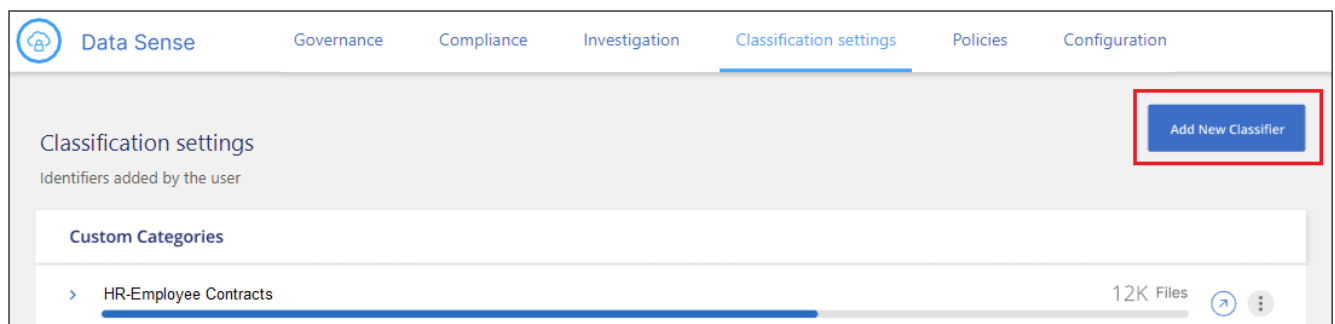 Data Sense Governance Compliance Investigation Classification settings Policies Configuration
Add New Classifier
Classification settings
Identifiers added by the user
Custom Categories
HR-Employee Contracts 12K Files